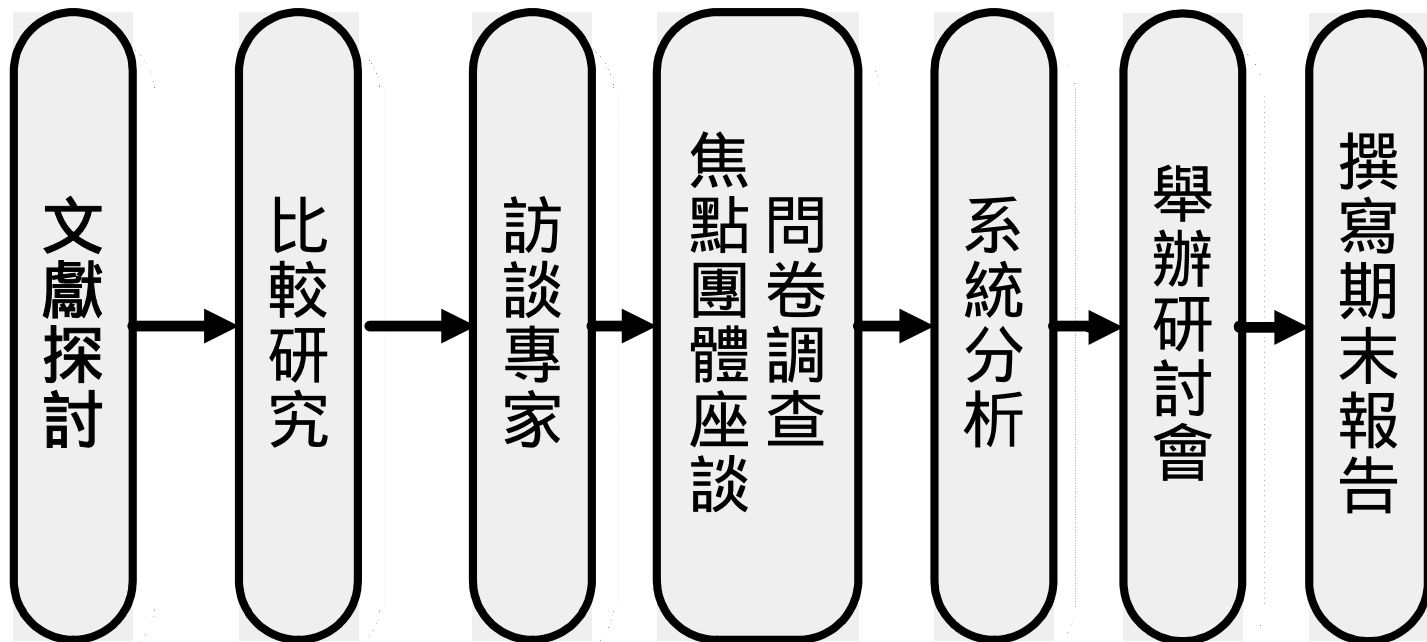 文獻探討
比較研究
訪談專家
問卷調查
焦點團體座談
系統分析
舉辦研討會
撰寫期末報告